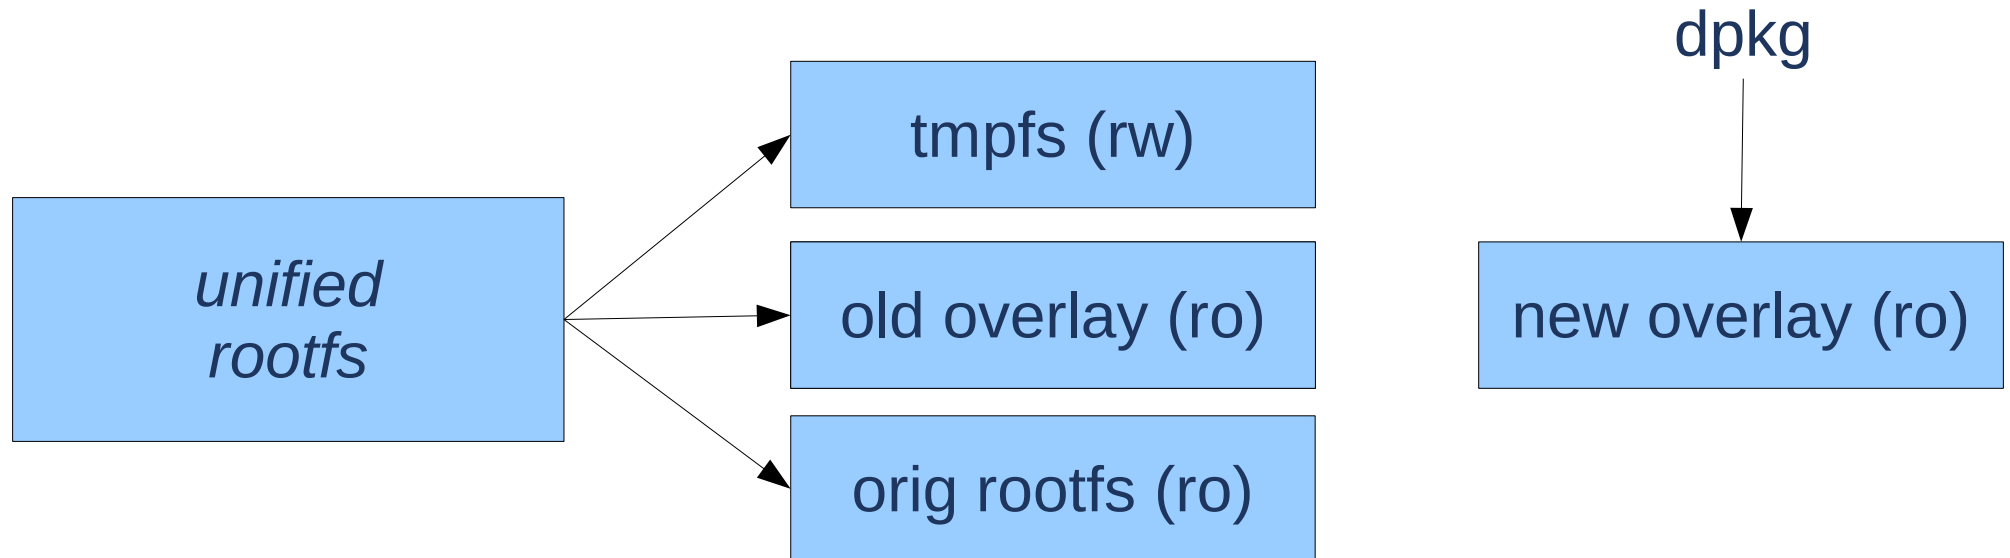 dpkg
tmpfs (rw)
unified
rootfs
old overlay (ro)
new overlay (ro)
orig rootfs (ro)